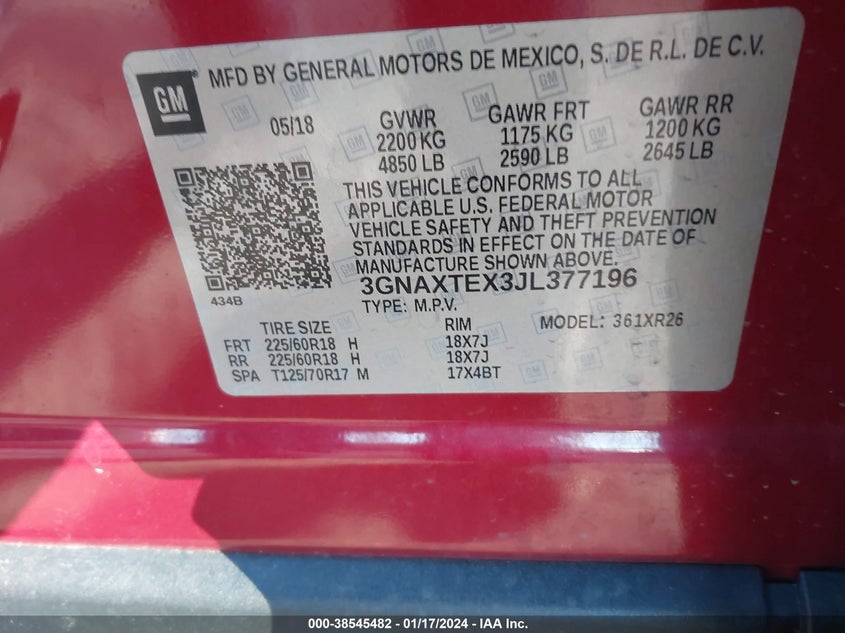 GM
MFD BY GENERAL MOTORS DE MEXICO, S. DE R.L. DE C.V.
05/18 GVWR GAWR FRT GAWR RR
2200 KG 1175 KG 1200 KG
4850 LB 2590 LB 2645 LB
THIS VEHICLE CONFORMS TO ALL
APPLICABLE U.S. FEDERAL MOTOR
VEHICLE SAFETY AND THEFT PREVENTION
STANDARDS IN EFFECT ON THE DATE OF
MANUFACTURE SHOWN ABOVE.
434B
3GNAXTEX3JL377196
TYPE: M.P.V.
TIRE SIZE RIM MODEL: 361XR26
FRT 225/60R18 H 18X7J
RR 225/60R18 H 18X7J
SPA T125/70R17 M 17X4BT
000-38545482 - 01/17/2024 - IAA Inc.